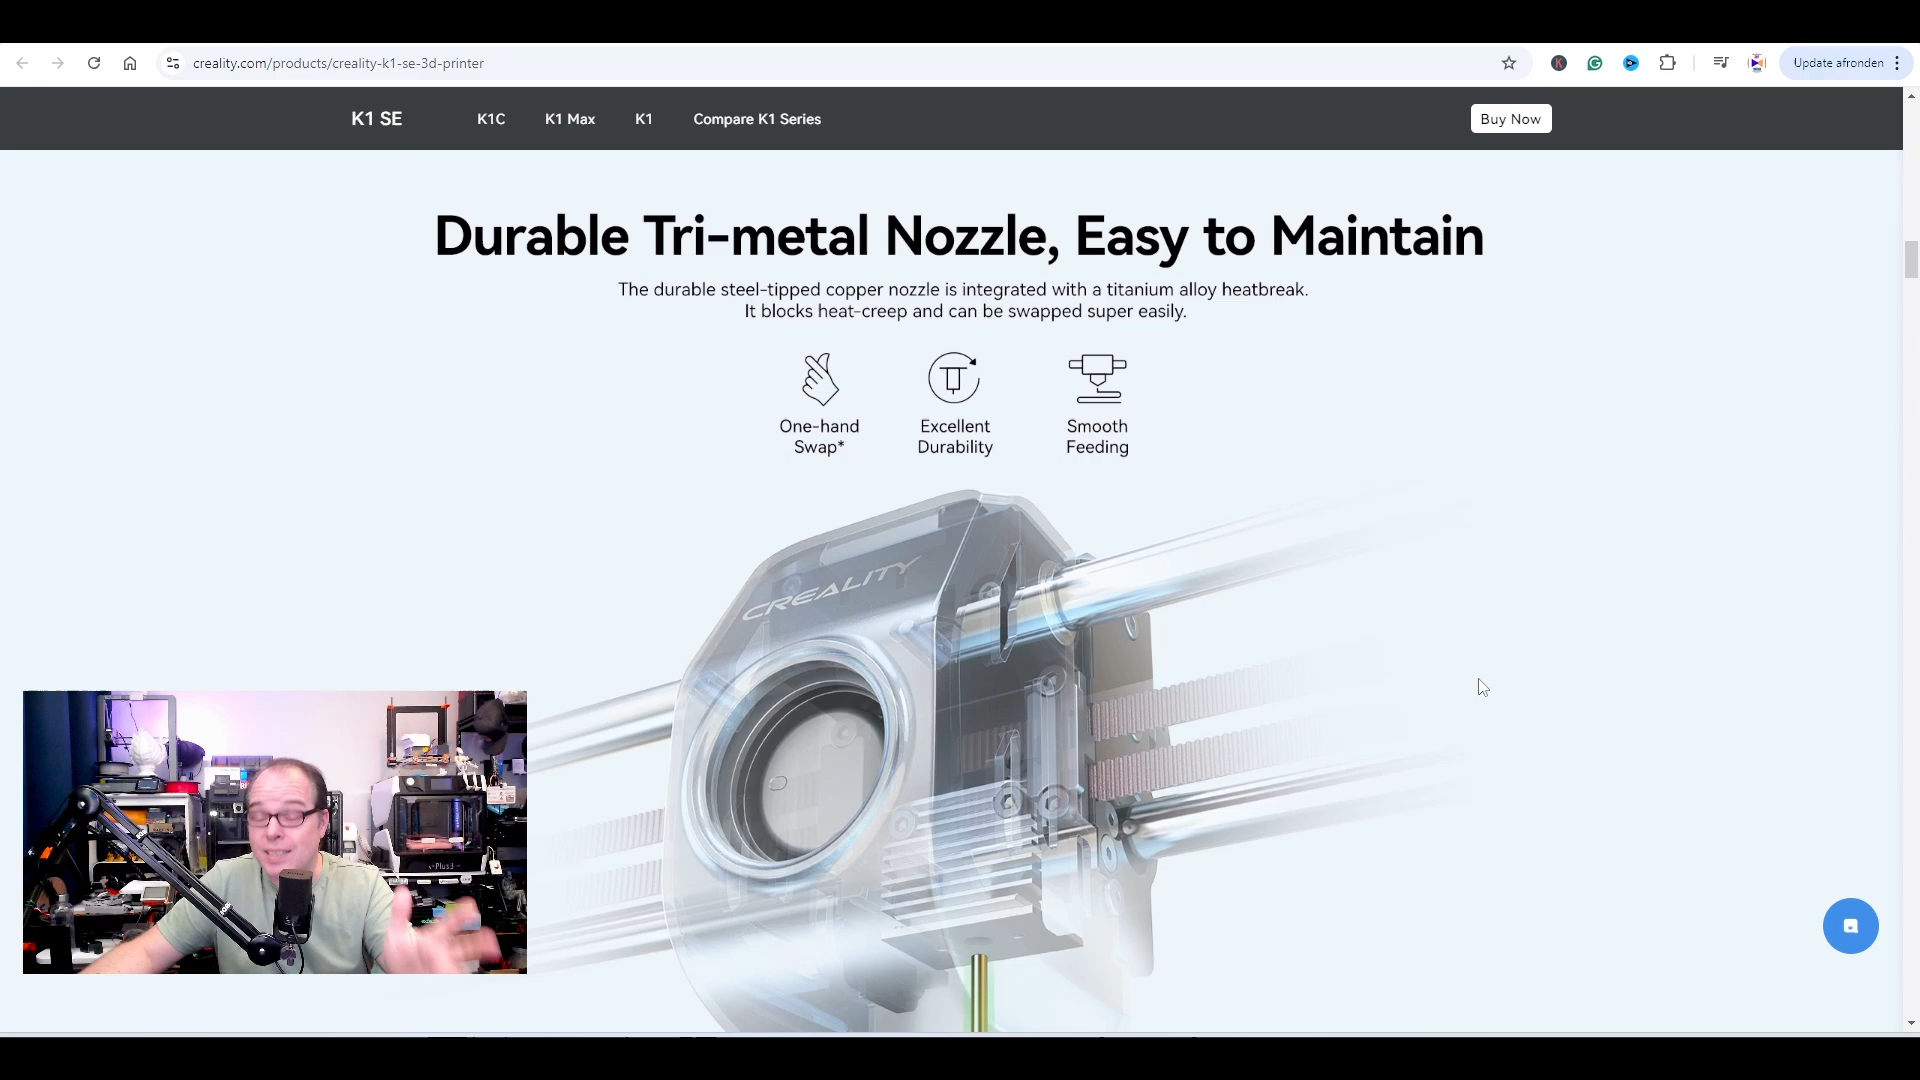 creality.com/products/creality-k1-se-3d-printer
Update afronden
K1 SE
K1C
K1 Max
K1
Compare K1 Series
Buy Now
Durable Tri-metal Nozzle, Easy to Maintain
The durable steel-tipped copper nozzle is integrated with a titanium alloy heatbreak.
It blocks heat-creep and can be swapped super easily.
One-hand
Swap*
Excellent
Durability
Smooth
Feeding
CREALITY
Plus3